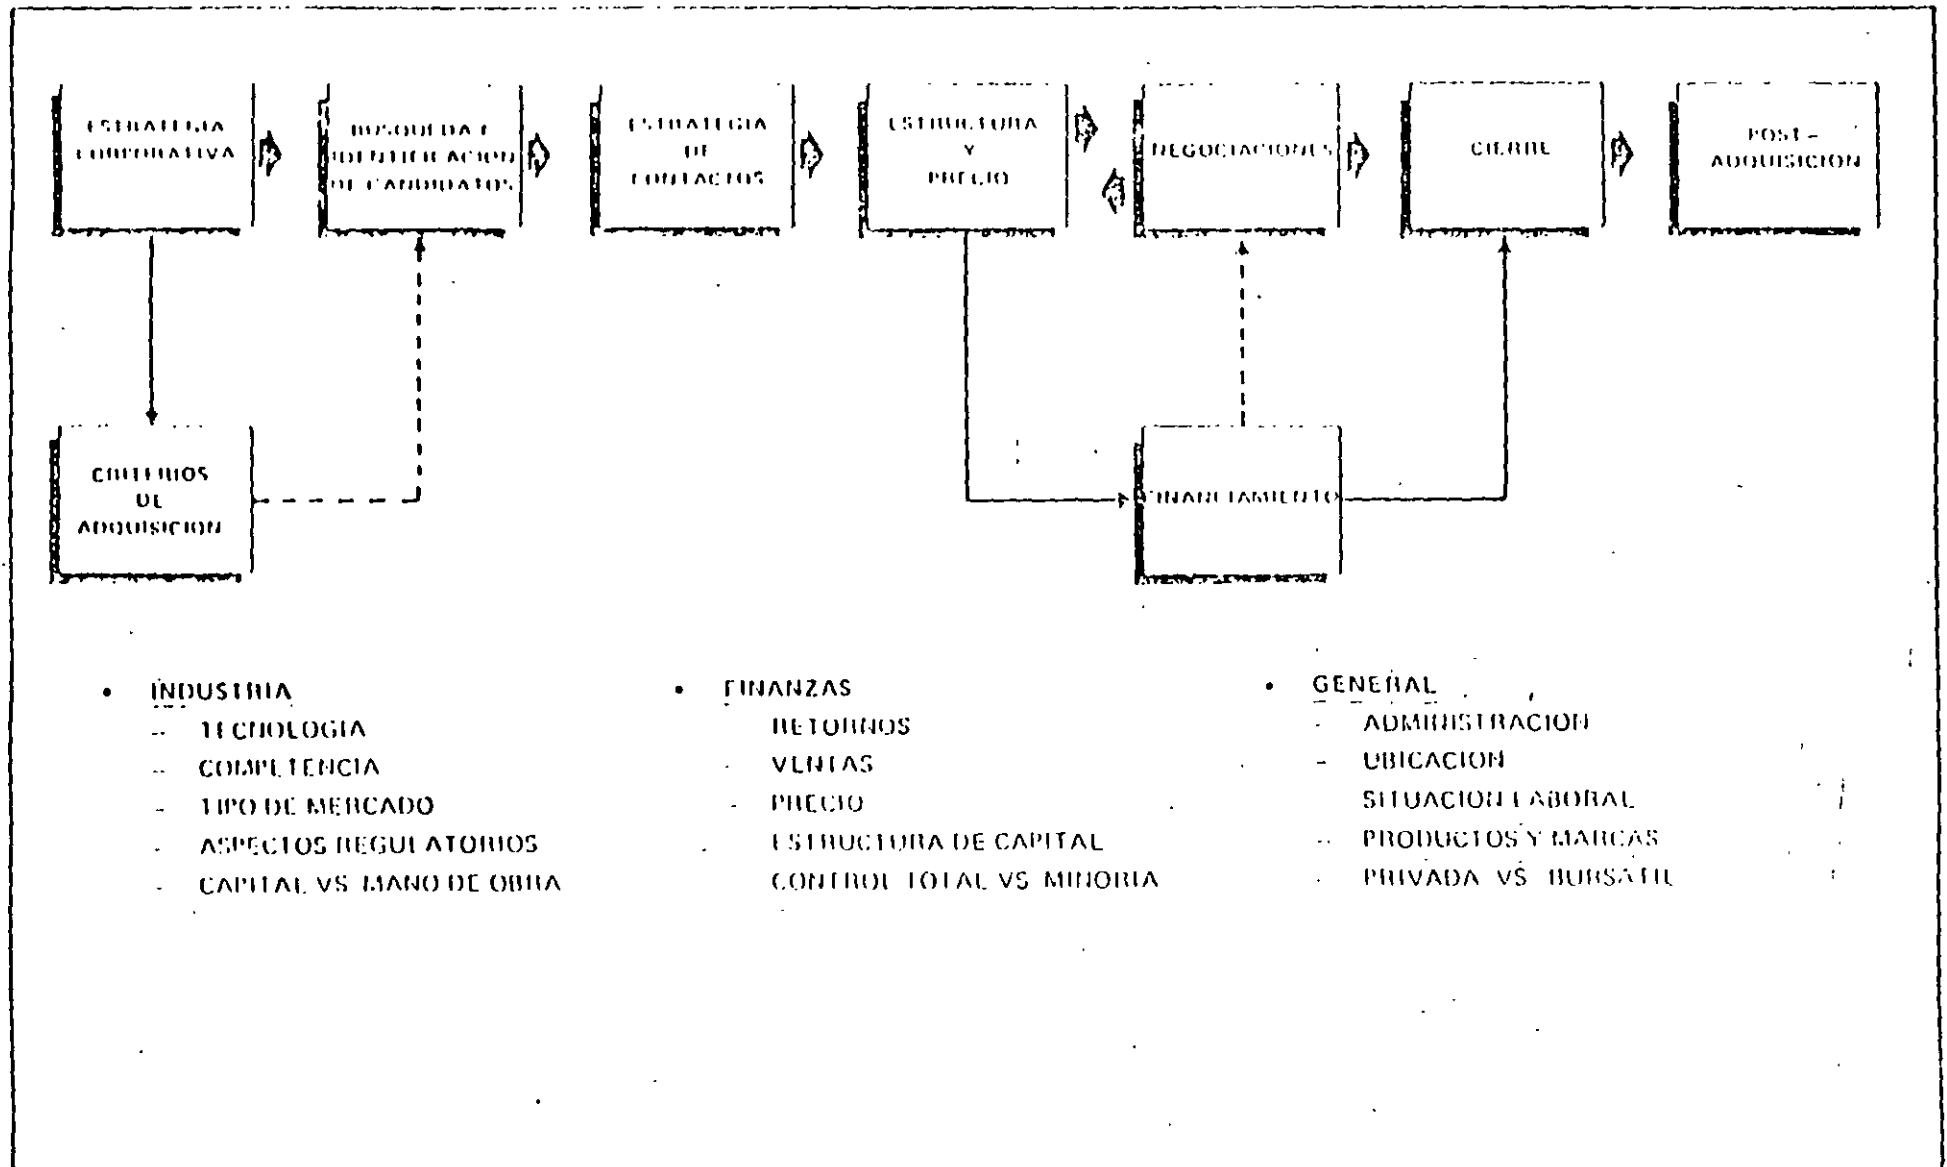 ESTRATEGIA
CORPORATIVA
BUSQUEDA E
IDENTIFICACION
DE CANDIDATOS
ESTRATEGIA
DE
CONTACTOS
ESTRUCTURA
Y
PRECIO
NEGOCIACIONES
CIERRE
POST-
ADQUISICION
CRITERIOS
DE
ADQUISICION
FINANCIAMIENTO
• INDUSTRIA
- TECNOLOGIA
- COMPETENCIA
- TIPO DE MERCADO
- ASPECTOS REGULATORIOS
- CAPITAL VS MANO DE OBRA
• FINANZAS
RETORNOS
- VENTAS
- PRECIO
ESTRUCTURA DE CAPITAL
CONTROL TOTAL VS MINORIA
• GENERAL
- ADMINISTRACION
- UBICACION
SITUACION LABORAL
- PRODUCTOS Y MARCAS
- PRIVADA VS BURSATIL